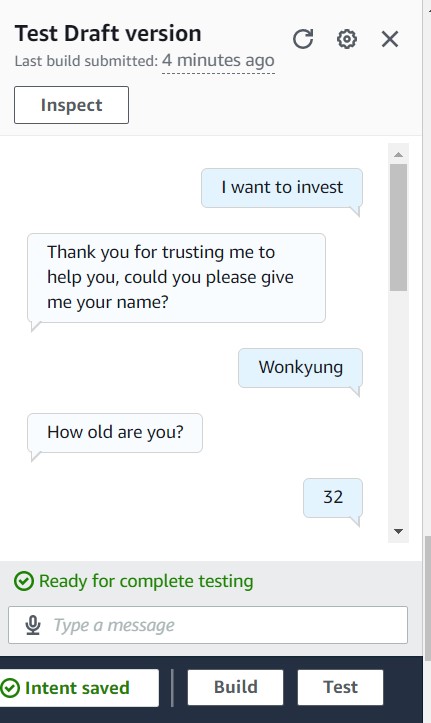 Test Draft version
Last build submitted: 4 minutes ago
Inspect
I want to invest
Thank you for trusting me to
help you, could you please give
me your name?
Wonkyung
How old are you?
32
Ready for complete testing
Type a message
Intent saved
Build
Test